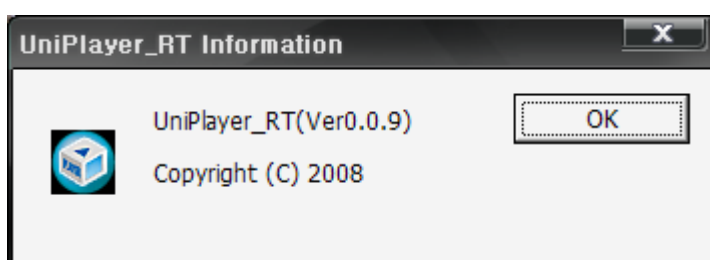 UniPlayer_RT Information
UniPlayer_RT(Ver0.0.9)
OK
Copyright (C) 2008